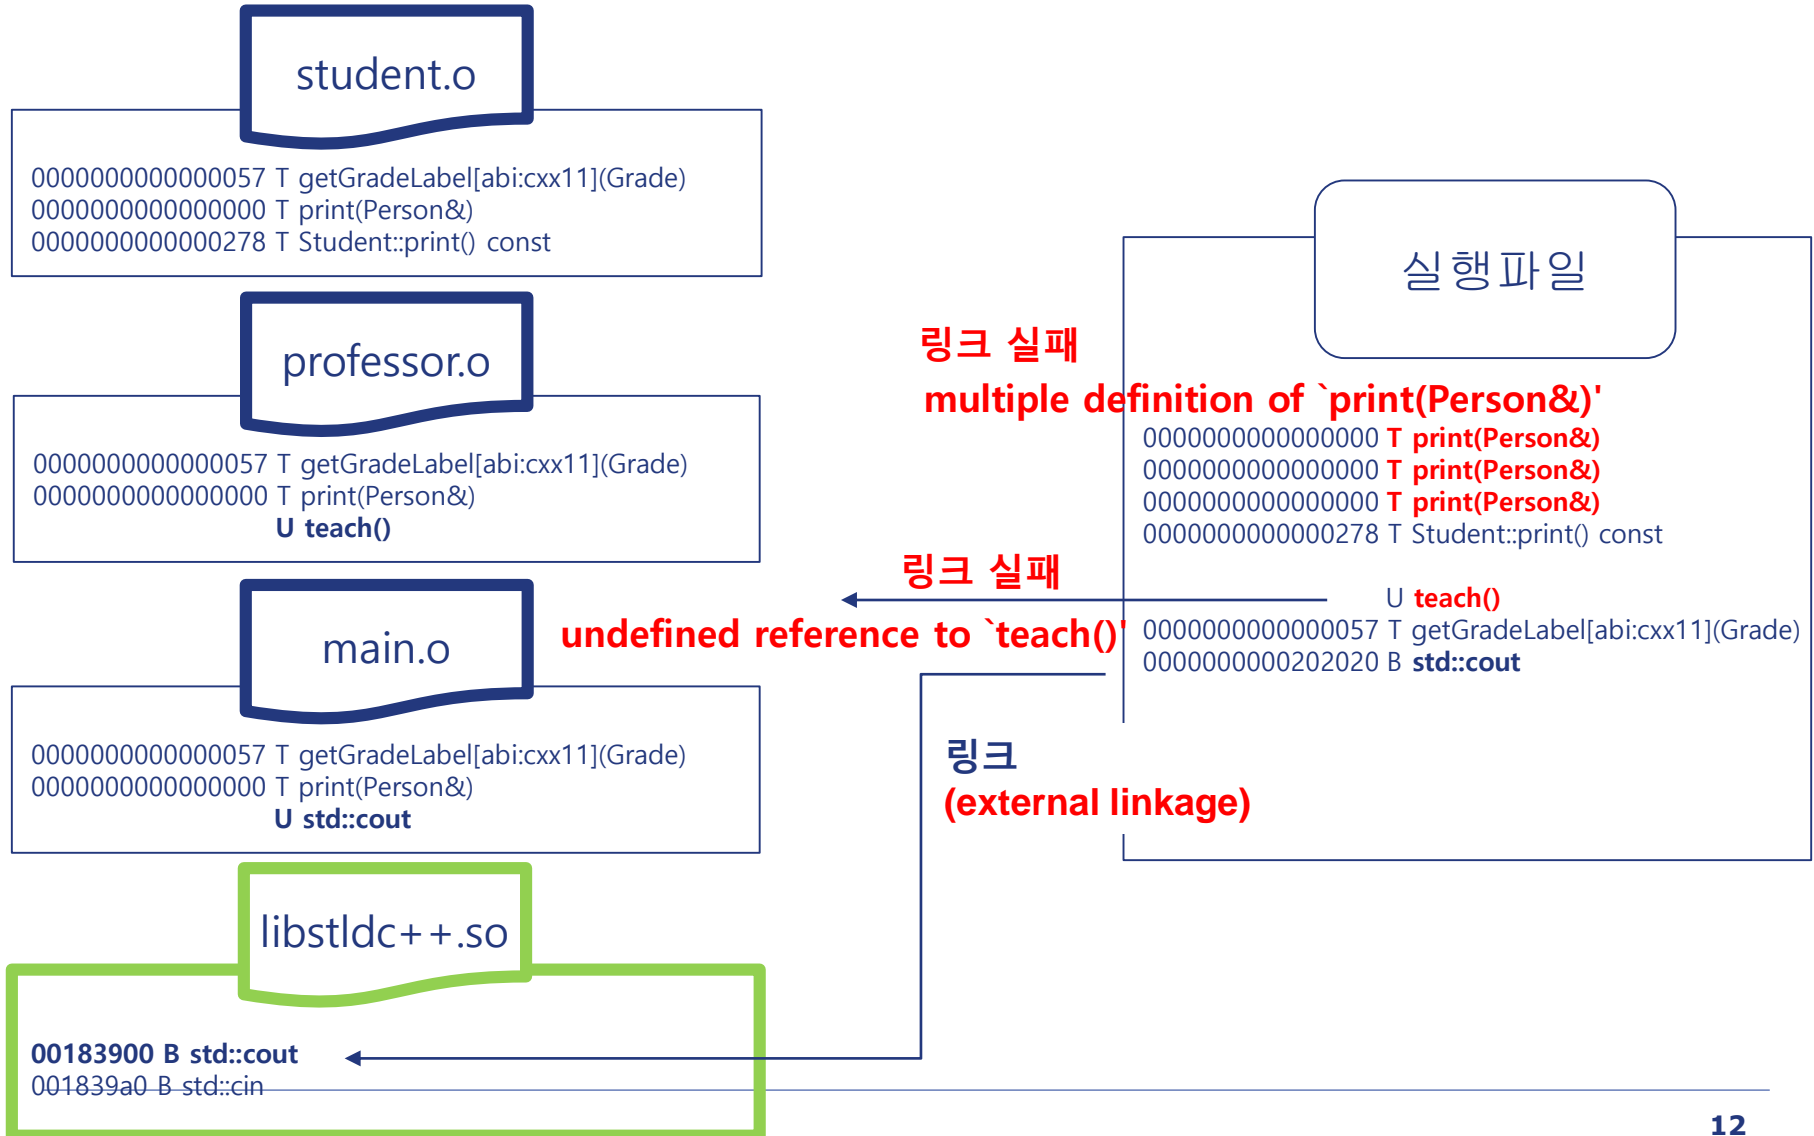 student.o
0000000000000057 T getGradeLabel[abi:cxx11](Grade)
0000000000000000 T print(Person&)
0000000000000278 T Student::print() const
professor.o
0000000000000057 T getGradeLabel[abi:cxx11](Grade)
0000000000000000 T print(Person&)
U teach()
main.o
0000000000000057 T getGradeLabel[abi:cxx11](Grade)
0000000000000000 T print(Person&)
U std::cout
libstldc++.so
00183900 B std::cout
001839a0 B std::cin
실행파일
링크 실패
multiple definition of `print(Person&)'
0000000000000000 T print(Person&)
0000000000000000 T print(Person&)
0000000000000000 T print(Person&)
0000000000000278 T Student::print() const
링크 실패
U teach()
undefined reference to `teach()'
0000000000000057 T getGradeLabel[abi:cxx11](Grade)
0000000000202020 B std::cout
링크
(external linkage)
12